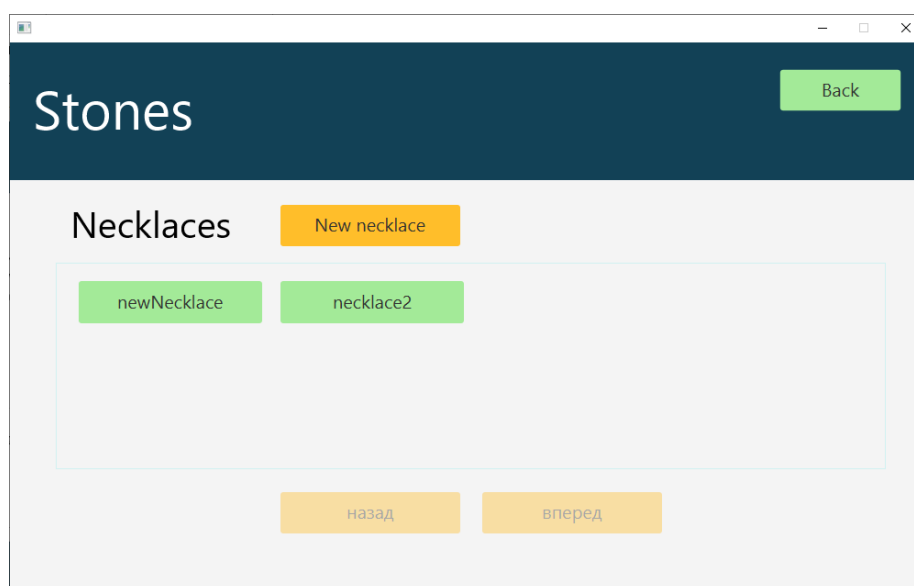 Back
Stones
Necklaces
New necklace
newNecklace
necklace2
назад
вперед